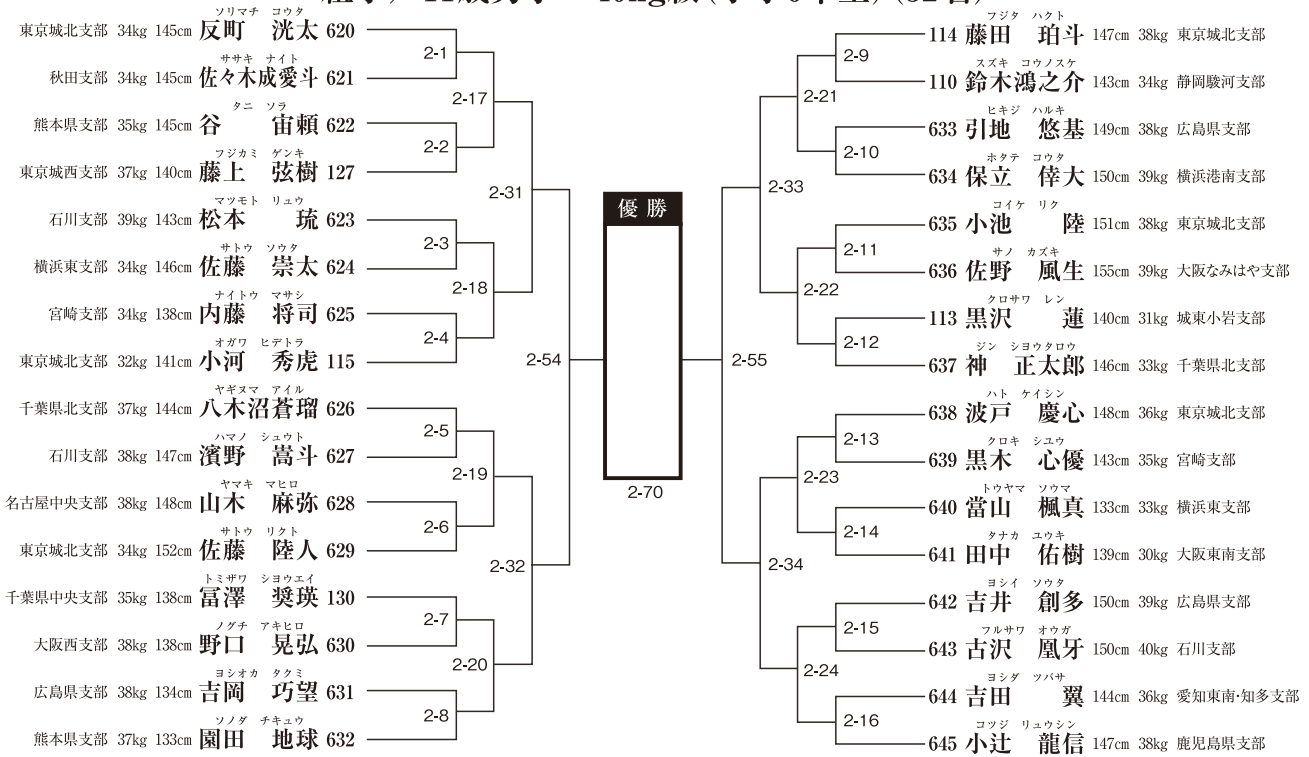 ソリマチ コウタ
東京城北支部 34kg 145cm 反町 洸太 620
2-1
ササキ ナイト
秋田支部 34kg 145cm 佐々木成愛斗 621
2-17
タニ ソラ
熊本県支部 35kg 145cm 谷 宙頼 622
2-2
フジカミ ゲンキ
東京城西支部 37kg 140cm 藤上 弦樹 127
2-31
マツモト リュウ
石川支部 39kg 143cm 松本 琉 623
2-3
サトウ ソウタ
横浜東支部 34kg 146cm 佐藤 崇太 624
2-18
ナイトウ マサシ
宮崎支部 34kg 138cm 内藤 将司 625
2-4
オガワ ヒデトラ
東京城北支部 32kg 141cm 小河 秀虎 115
2-54
ヤギヌマ アイル
千葉県北支部 37kg 144cm 八木沼蒼瑠 626
2-5
ハマノ シュウト
石川支部 38kg 147cm 濱野 嵩斗 627
2-19
ヤマキ マヒロ
名古屋中央支部 38kg 148cm 山木 麻弥 628
2-6
サトウ リクト
東京城北支部 34kg 152cm 佐藤 陸人 629
2-32
トミザワ シヨウエイ
千葉県中央支部 35kg 138cm 冨澤 奨瑛 130
2-7
ノグチ アキヒロ
大阪西支部 38kg 138cm 野口 晃弘 630
2-20
ヨシオカ タクミ
広島県支部 38kg 134cm 吉岡 巧望 631
2-8
ソノダ チキュウ
熊本県支部 37kg 133cm 園田 地球 632
優勝
2-70
フジタ ハクト
114 藤田 珀斗 147cm 38kg 東京城北支部
2-9
スズキ コウノスケ
110 鈴木鴻之介 143cm 34kg 静岡駿河支部
2-21
ヒキジ ハルキ
633 引地 悠基 149cm 38kg 広島県支部
2-10
ホタテ コウタ
634 保立 倖大 150cm 39kg 横浜港南支部
2-33
コイケ リク
635 小池 陸 151cm 38kg 東京城北支部
2-11
サノ カズキ
636 佐野 風生 155cm 39kg 大阪なみはや支部
2-22
クロサワ レン
113 黒沢 蓮 140cm 31kg 城東小岩支部
2-12
ジン シヨウタロウ
637 神 正太郎 146cm 33kg 千葉県北支部
2-55
ハト ケイシン
638 波戸 慶心 148cm 36kg 東京城北支部
2-13
クロキ シユウ
639 黒木 心優 143cm 35kg 宮崎支部
2-23
トウヤマ ソウマ
640 當山 楓真 133cm 33kg 横浜東支部
2-14
タナカ ユウキ
641 田中 佑樹 139cm 30kg 大阪東南支部
2-34
ヨシイ ソウタ
642 吉井 創多 150cm 39kg 広島県支部
2-15
フルサワ オウガ
643 古沢 凰牙 150cm 40kg 石川支部
2-24
ヨシダ ツバサ
644 吉田 翼 144cm 36kg 愛知東南・知多支部
2-16
コツジ リュウシン
645 小辻 龍信 147cm 38kg 鹿児島県支部